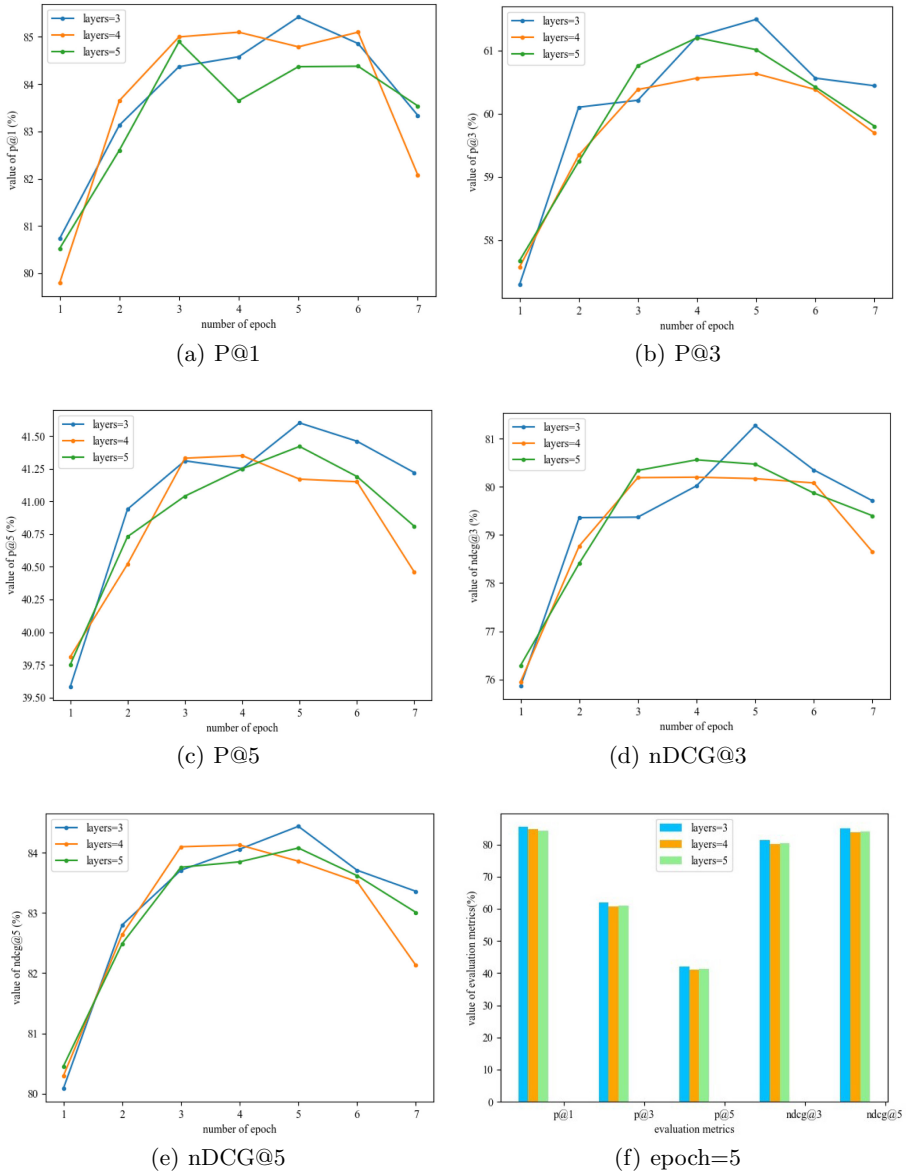 layers=3
layers=4
layers=5
85
84
83
82
81
80
value of p@1 (%)
1 2 3 4 5 6 7
number of epoch
(a) P@1
layers=3
layers=4
layers=5
61
60
59
58
value of p@3 (%)
1 2 3 4 5 6 7
number of epoch
(b) P@3
layers=3
layers=4
layers=5
41.50
41.25
41.00
40.75
40.50
40.25
40.00
39.75
39.50
value of p@5 (%)
1 2 3 4 5 6 7
number of epoch
(c) P@5
layers=3
layers=4
layers=5
81
80
79
78
77
76
value of ndcg@3 (%)
1 2 3 4 5 6 7
number of epoch
(d) nDCG@3
layers=3
layers=4
layers=5
84
83
82
81
80
value of ndcg@5 (%)
1 2 3 4 5 6 7
number of epoch
(e) nDCG@5
layers=3
layers=4
layers=5
80
70
60
50
40
30
20
10
0
value of evaluation metrics(%)
p@1 p@3 p@5 ndcg@3 ndcg@5
evaluation metrics
(f) epoch=5